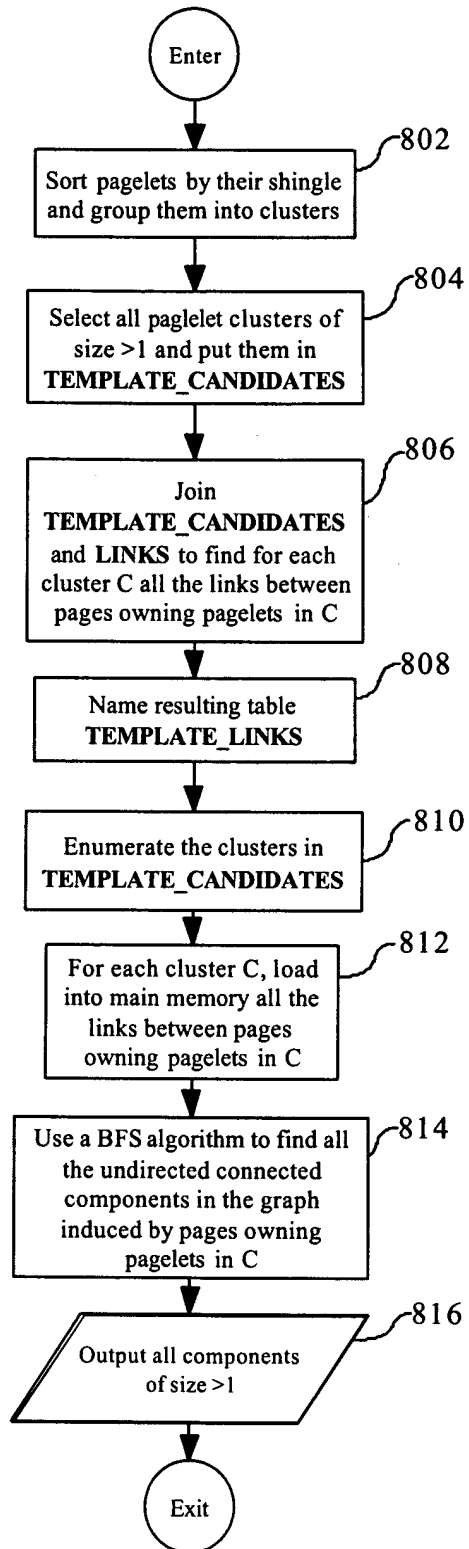 Enter
802
Sort pagelets by their shingle
and group them into clusters
804
Select all paglelet clusters of
size >1 and put them in
TEMPLATE_CANDIDATES
806
Join
TEMPLATE_CANDIDATES
and LINKS to find for each
cluster C all the links between
pages owning pagelets in C
808
Name resulting table
TEMPLATE_LINKS
810
Enumerate the clusters in
TEMPLATE_CANDIDATES
812
For each cluster C, load
into main memory all the
links between pages
owning pagelets in C
814
Use a BFS algorithm to find all
the undirected connected
components in the graph
induced by pages owning
pagelets in C
816
Output all components
of size >1
Exit